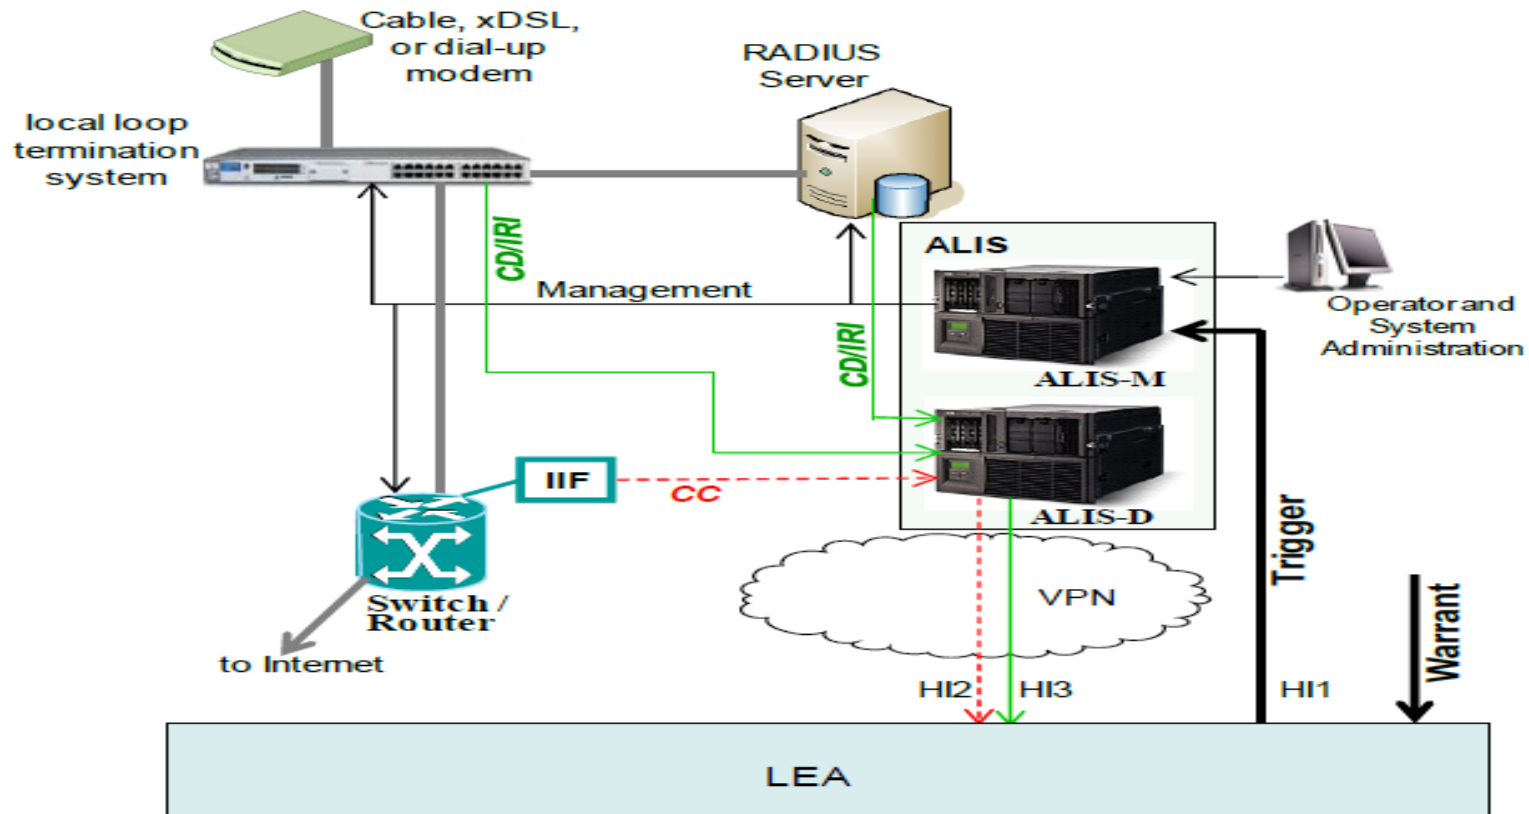 Cable, xDSL,
or dial-up
modem
RADIUS
Server
local loop
termination
system
CD/IRI
ALIS
Management
Operator and
System
Administration
CD/IRI
ALIS-M
IIF
CC
ALIS-D
Trigger
VPN
Switch /
Router
Warrant
to Internet
HI2
HI3
HI1
LEA